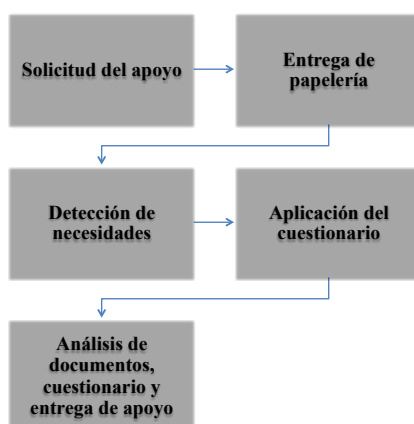 Solicitud del apoyo
Entrega de
papelería
Detección de
necesidades
Aplicación del
cuestionario
Análisis de
documentos,
cuestionario y
entrega de apoyo